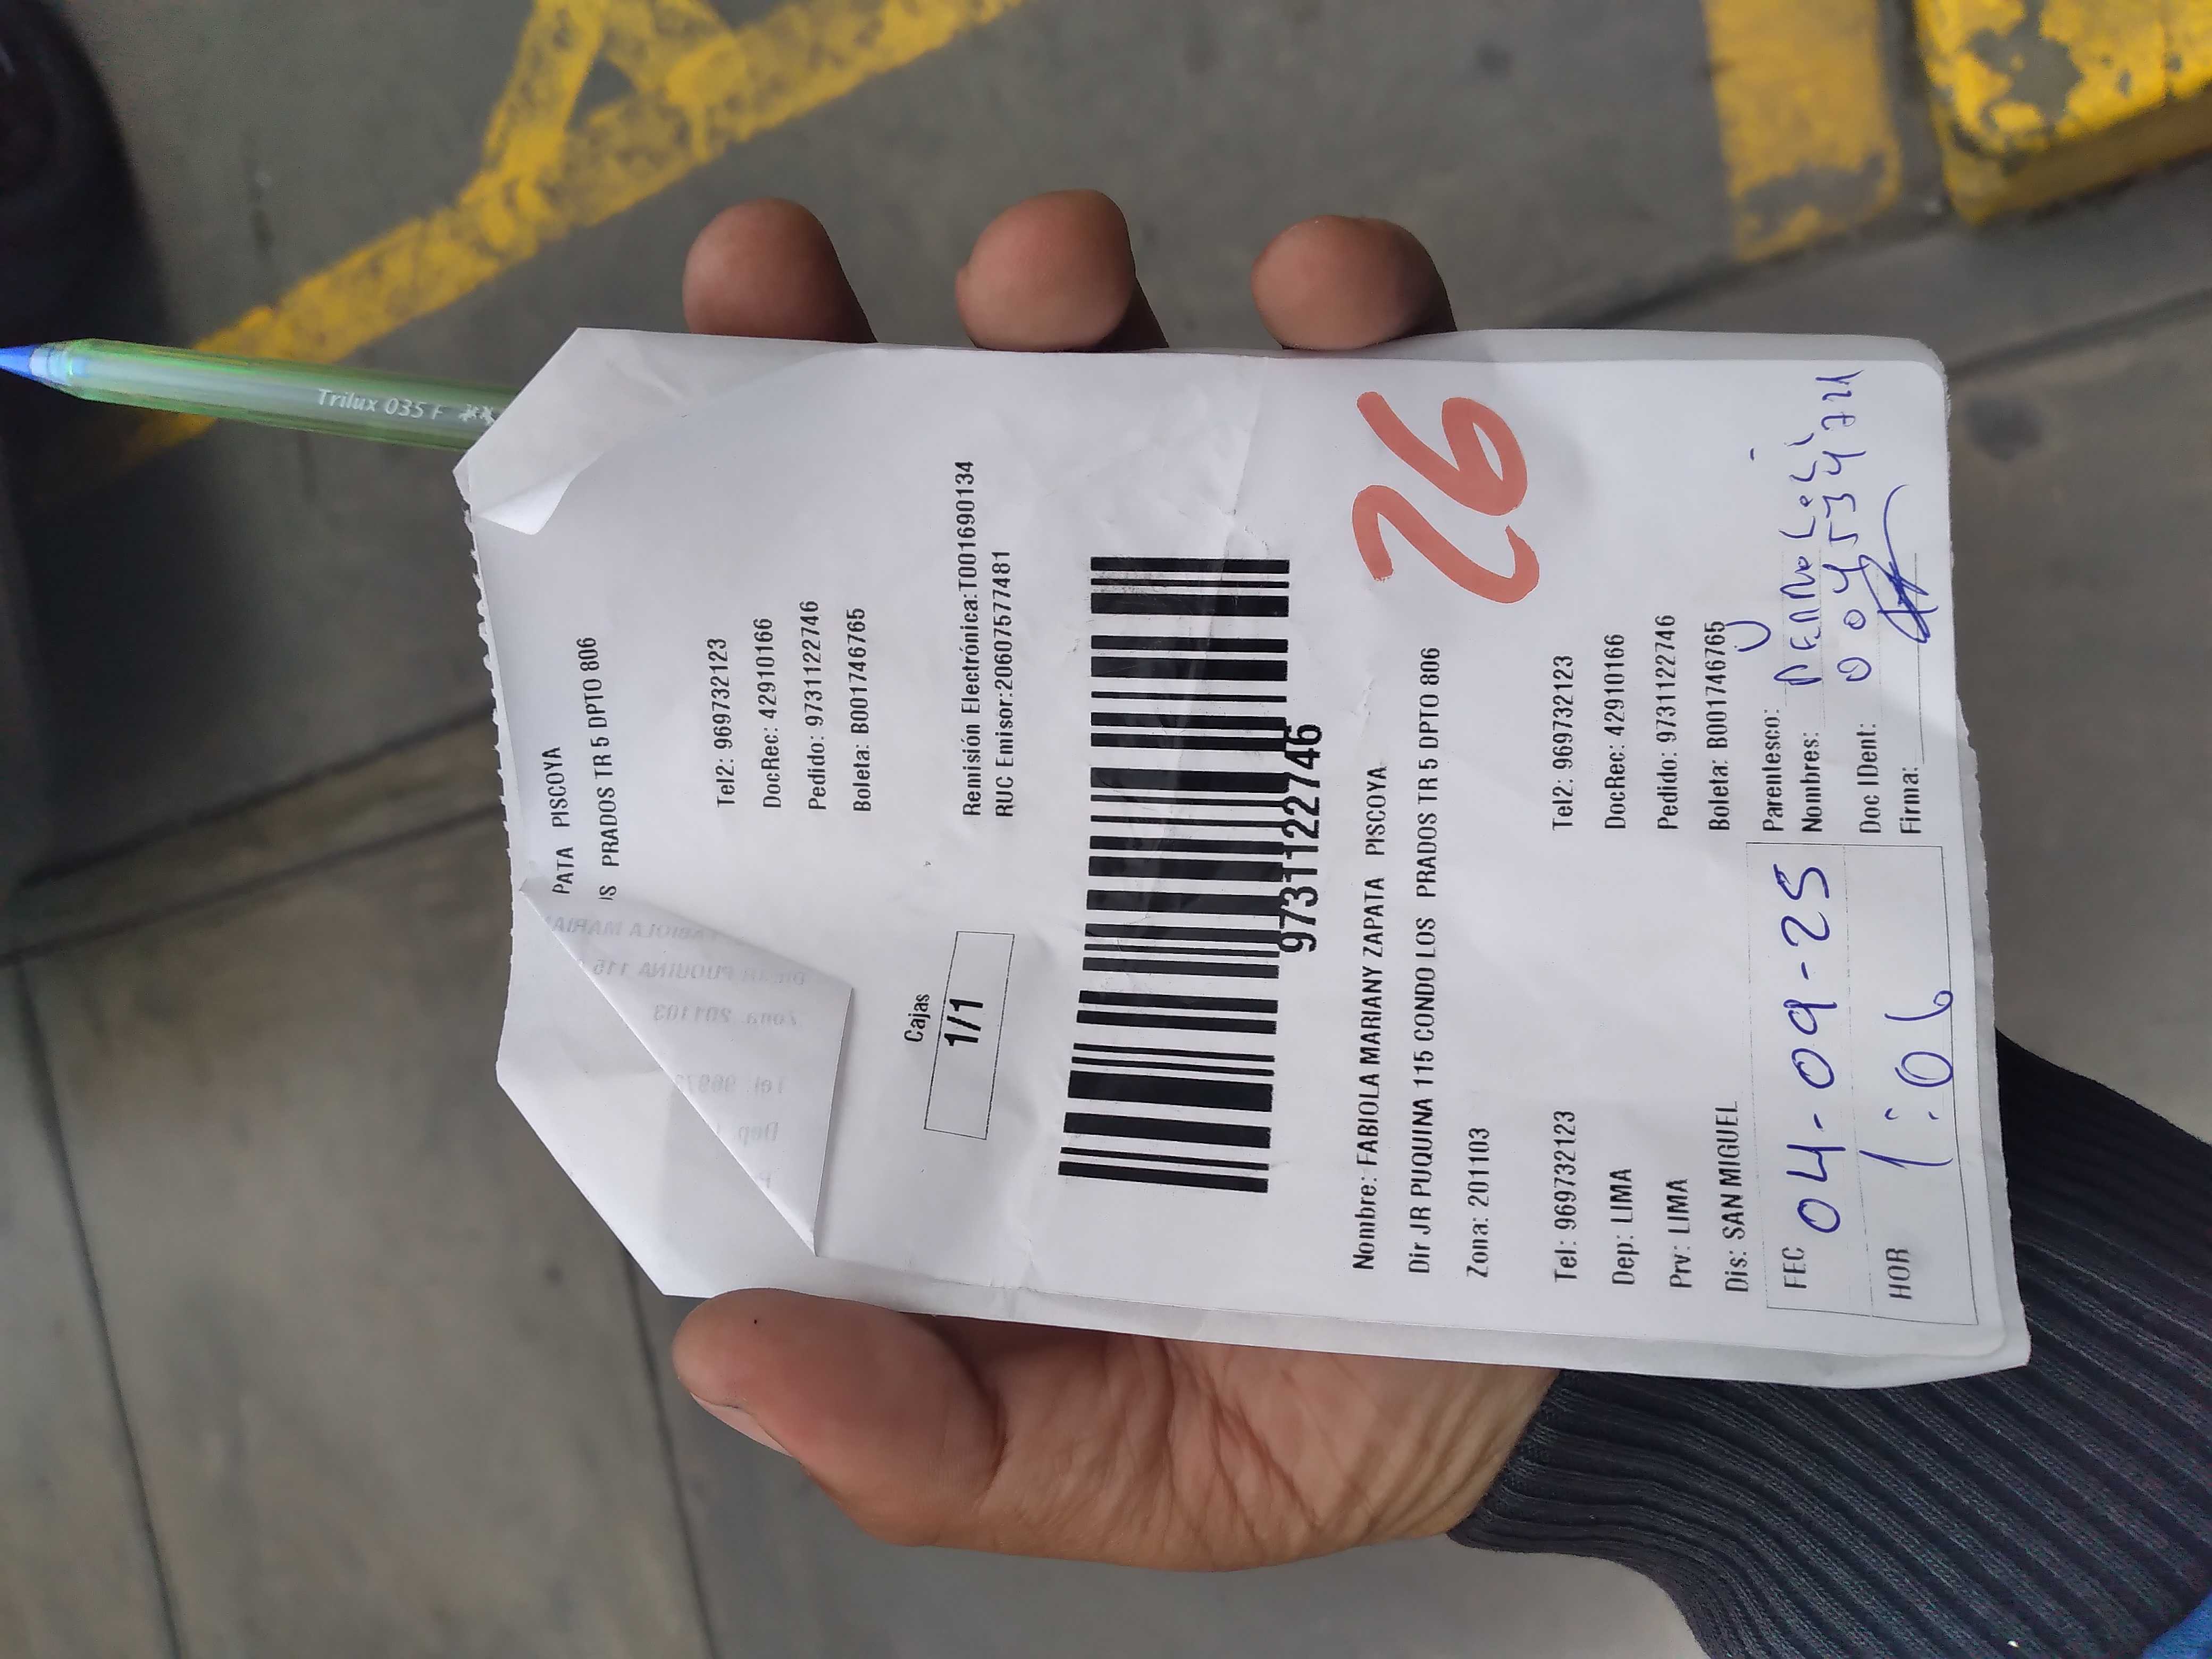 Trilux 035 F
PATA PISCOYA
IS PRADOS TR 5 DPTO 806
Tel2: 969732123
DocRec: 42910166
Pedido: 9731122746
Boleta: B001746765
Cajas
1/1
Remisión Electrónica:T001690134
RUC Emisor:20607577481
9731122746
26
Nombre: FABIOLA MARIANY ZAPATA PISCOYA
Dir JR PUQUINA 115 CONDO LOS PRADOS TR 5 DPTO 806
Zona: 201103
Tel: 969732123 Tel2: 969732123
Dep: LIMA DocRec: 42910166
Prv: LIMA Pedido: 9731122746
Dis: SAN MIGUEL Boleta: B001746765
FEC 04-09-25 Parentesco:
Nombres:
HOR 1:06 Doc IDent:
Firma: